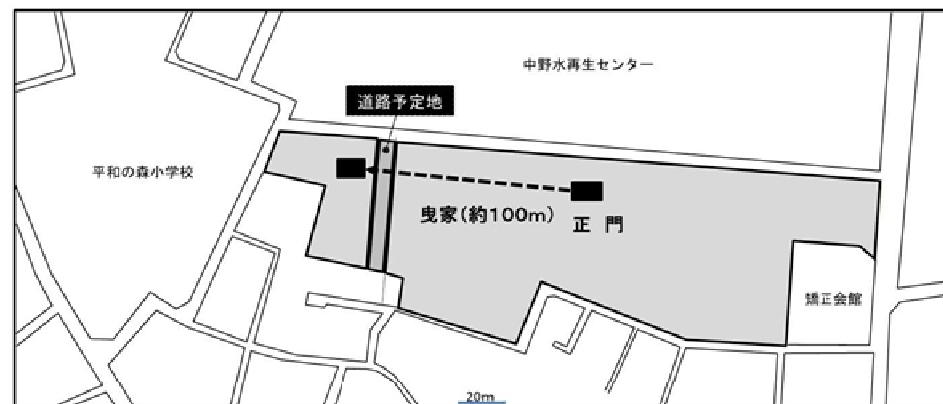 中野水再生センター
道路予定地
平和の森小学校
曳家(約100m)
正 門
矯正会館
20m